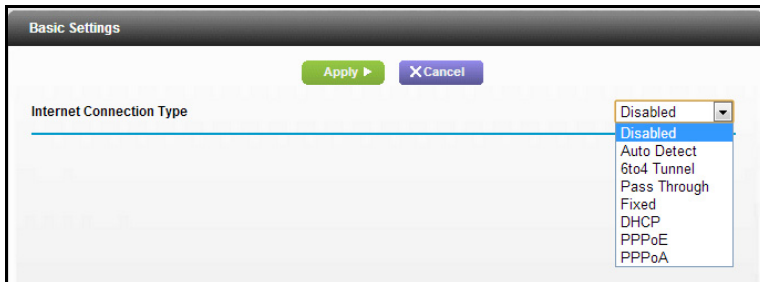 Basic Settings
Apply
Cancel
Internet Connection Type
Disabled
Disabled
Auto Detect
6to4 Tunnel
Pass Through
Fixed
DHCP
PPPoE
PPPoA